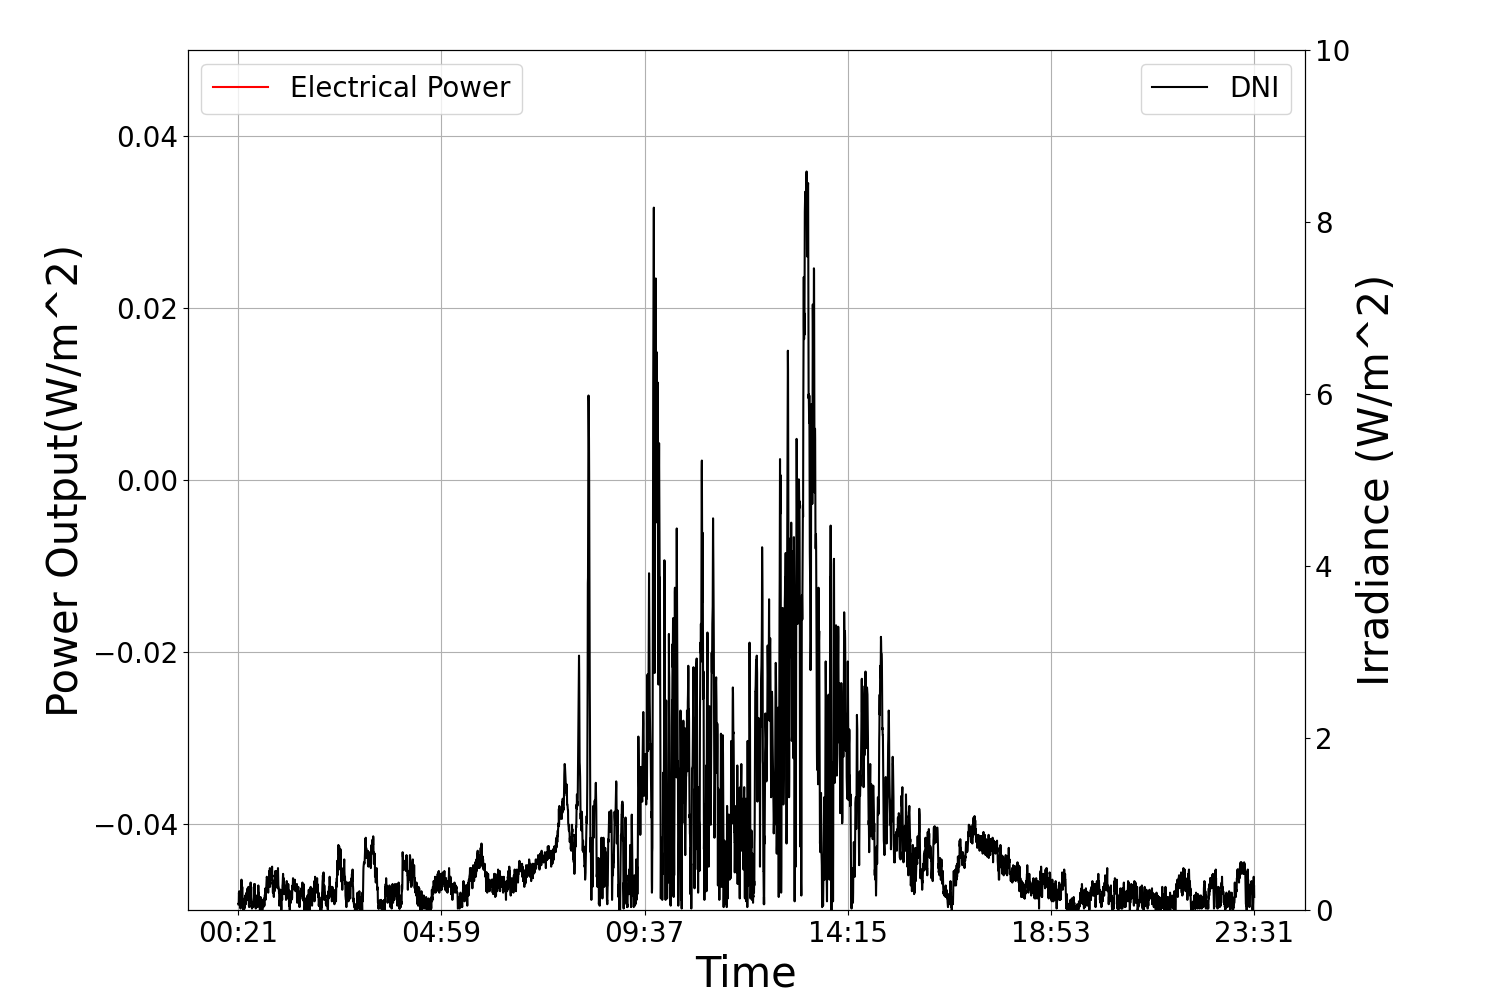 Electrical Power
DNI
Power Output(W/m^2)
0.04
0.02
0.00
−0.02
−0.04
10
8
6
4
2
0
Irradiance (W/m^2)
00:21 04:59 09:37 14:15 18:53 23:31
Time